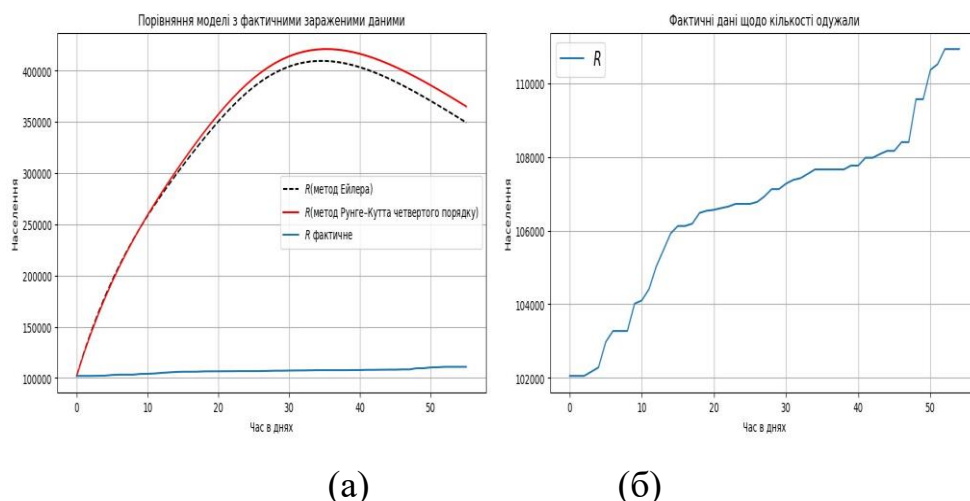 Порівняння моделі з фактичними зараженими даними
400000
350000
300000
250000
200000
150000
100000
Населення
R(метод Ейлера)
R(метод Рунге-Кутта четвертого порядку)
R фактичне
0 10 20 30 40 50
Час в днях
(а)
Фактичні дані щодо кількості одужали
R
110000
108000
106000
104000
102000
Населення
0 10 20 30 40 50
Час в днях
(б)